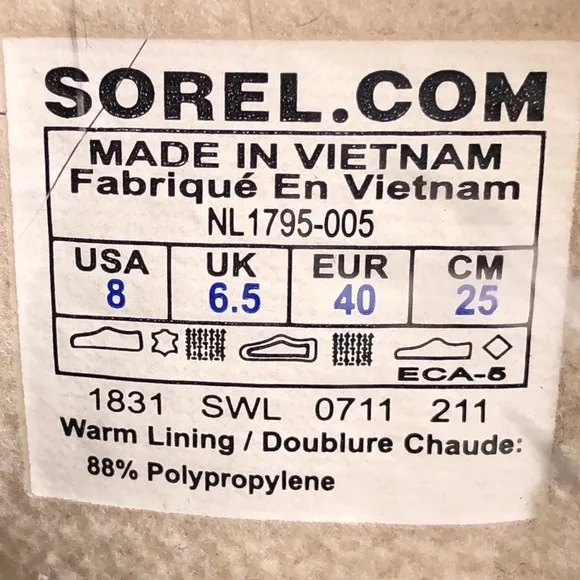 SOREL.COM
MADE IN VIETNAM
Fabriqué En Vietnam
NL1795-005
USA UK EUR CM
8 6.5 40 25
ECA-5
1831 SWL 0711 211
Warm Lining / Doublure Chaude:
88% Polypropylene